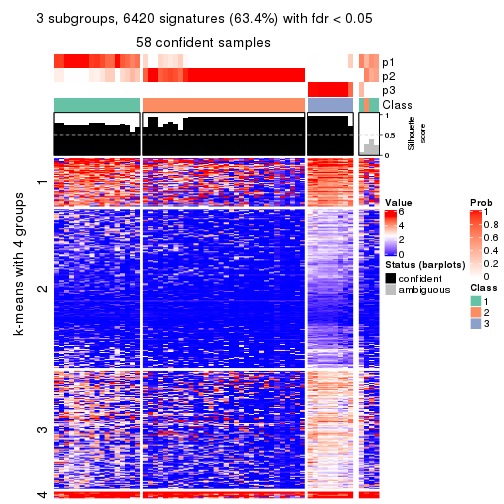 3 subgroups, 6420 signatures (63.4%) with fdr < 0.05
58 confident samples
p1
p2
p3
Class
1
0.5
0
Silhouette
score
k-means with 4 groups
1
2
3
4
Value
6
4
2
0
Status (barplots)
confident
ambiguous
Prob
1
0.8
0.6
0.4
0.2
0
Class
1
2
3